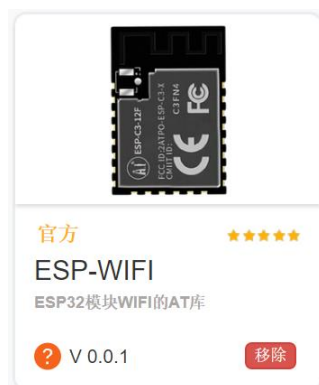 ESP-C3-12F
FCC ID:2ATPO-ESP-C3-X
CMIIT ID:
C3FN4
官方
ESP-WIFI
ESP32模块WIFI的AT库
? V 0.0.1
移除